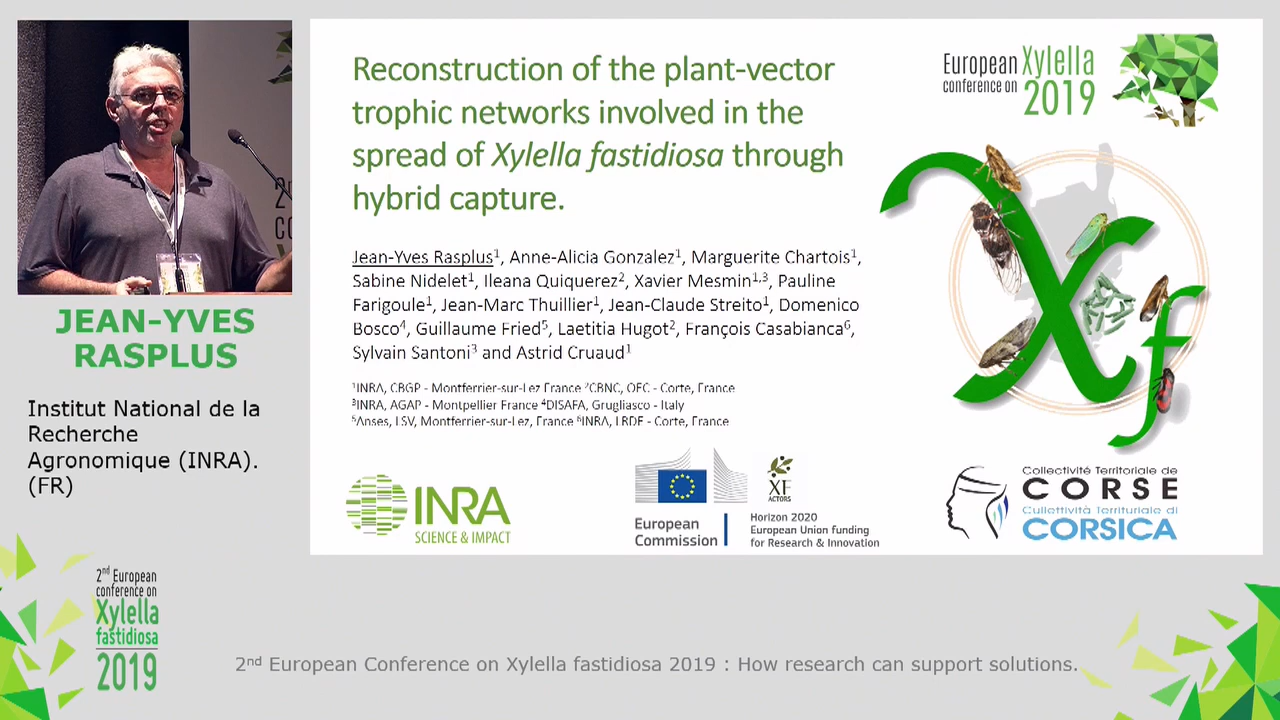 Reconstruction of the plant-vector
trophic networks involved in the
spread of Xylella fastidiosa through
hybrid capture.
European Xylella
conference on 2019
Jean-Yves Rasplus¹, Anne-Alicia Gonzalez¹, Marguerite Chartois¹,
Sabine Nidelet¹, Ileana Quiquerez², Xavier Mesmin¹,³, Pauline
Farigoule¹, Jean-Marc Thuillier¹, Jean-Claude Streito¹, Domenico
Bosco⁴, Guillaume Fried⁵, Laetitia Hugot², François Casabianca⁶,
Sylvain Santoni³ and Astrid Cruaud¹
¹INRA, CBGP - Montferrier-sur-Lez France ²CBNC, OEC - Corte, France
³INRA, AGAP - Montpellier France ⁴DISAFA, Grugliasco - Italy
⁵Anses, LSV, Montferrier-sur-Lez, France ⁶INRA, LRDE - Corte, France
Xf
INRA
SCIENCE & IMPACT
European
Commission
XF
ACTORS
Horizon 2020
European Union funding
for Research & Innovation
Collectivité Territoriale de
CORSE
Cullettività Territuriale di
CORSICA
JEAN-YVES
RASPLUS
Institut National de la
Recherche
Agronomique (INRA).
(FR)
2nd European
conference on
Xylella
fastidiosa
2019
2nd European Conference on Xylella fastidiosa 2019 : How research can support solutions.